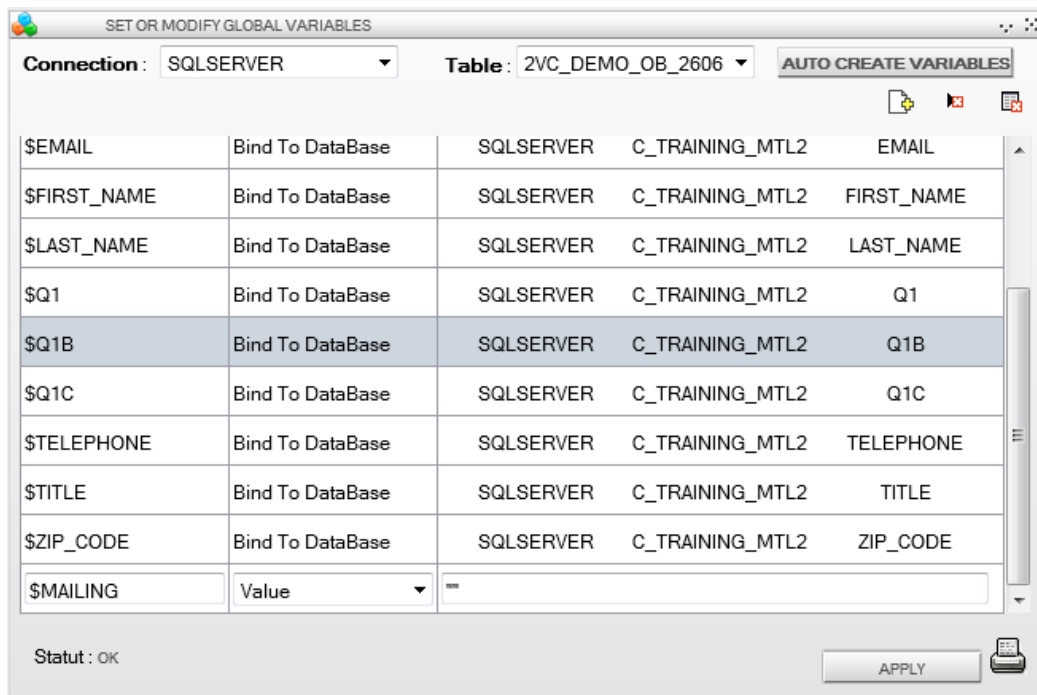 SET OR MODIFY GLOBAL VARIABLES
Connection : SQLSERVER Table : 2VC_DEMO_OB_2606 AUTO CREATE VARIABLES
$EMAIL Bind To DataBase SQLSERVER C_TRAINING_MTL2 EMAIL
$FIRST_NAME Bind To DataBase SQLSERVER C_TRAINING_MTL2 FIRST_NAME
$LAST_NAME Bind To DataBase SQLSERVER C_TRAINING_MTL2 LAST_NAME
$Q1 Bind To DataBase SQLSERVER C_TRAINING_MTL2 Q1
$Q1B Bind To DataBase SQLSERVER C_TRAINING_MTL2 Q1B
$Q1C Bind To DataBase SQLSERVER C_TRAINING_MTL2 Q1C
$TELEPHONE Bind To DataBase SQLSERVER C_TRAINING_MTL2 TELEPHONE
$TITLE Bind To DataBase SQLSERVER C_TRAINING_MTL2 TITLE
$ZIP_CODE Bind To DataBase SQLSERVER C_TRAINING_MTL2 ZIP_CODE
$MAILING Value ""
Statut : OK APPLY